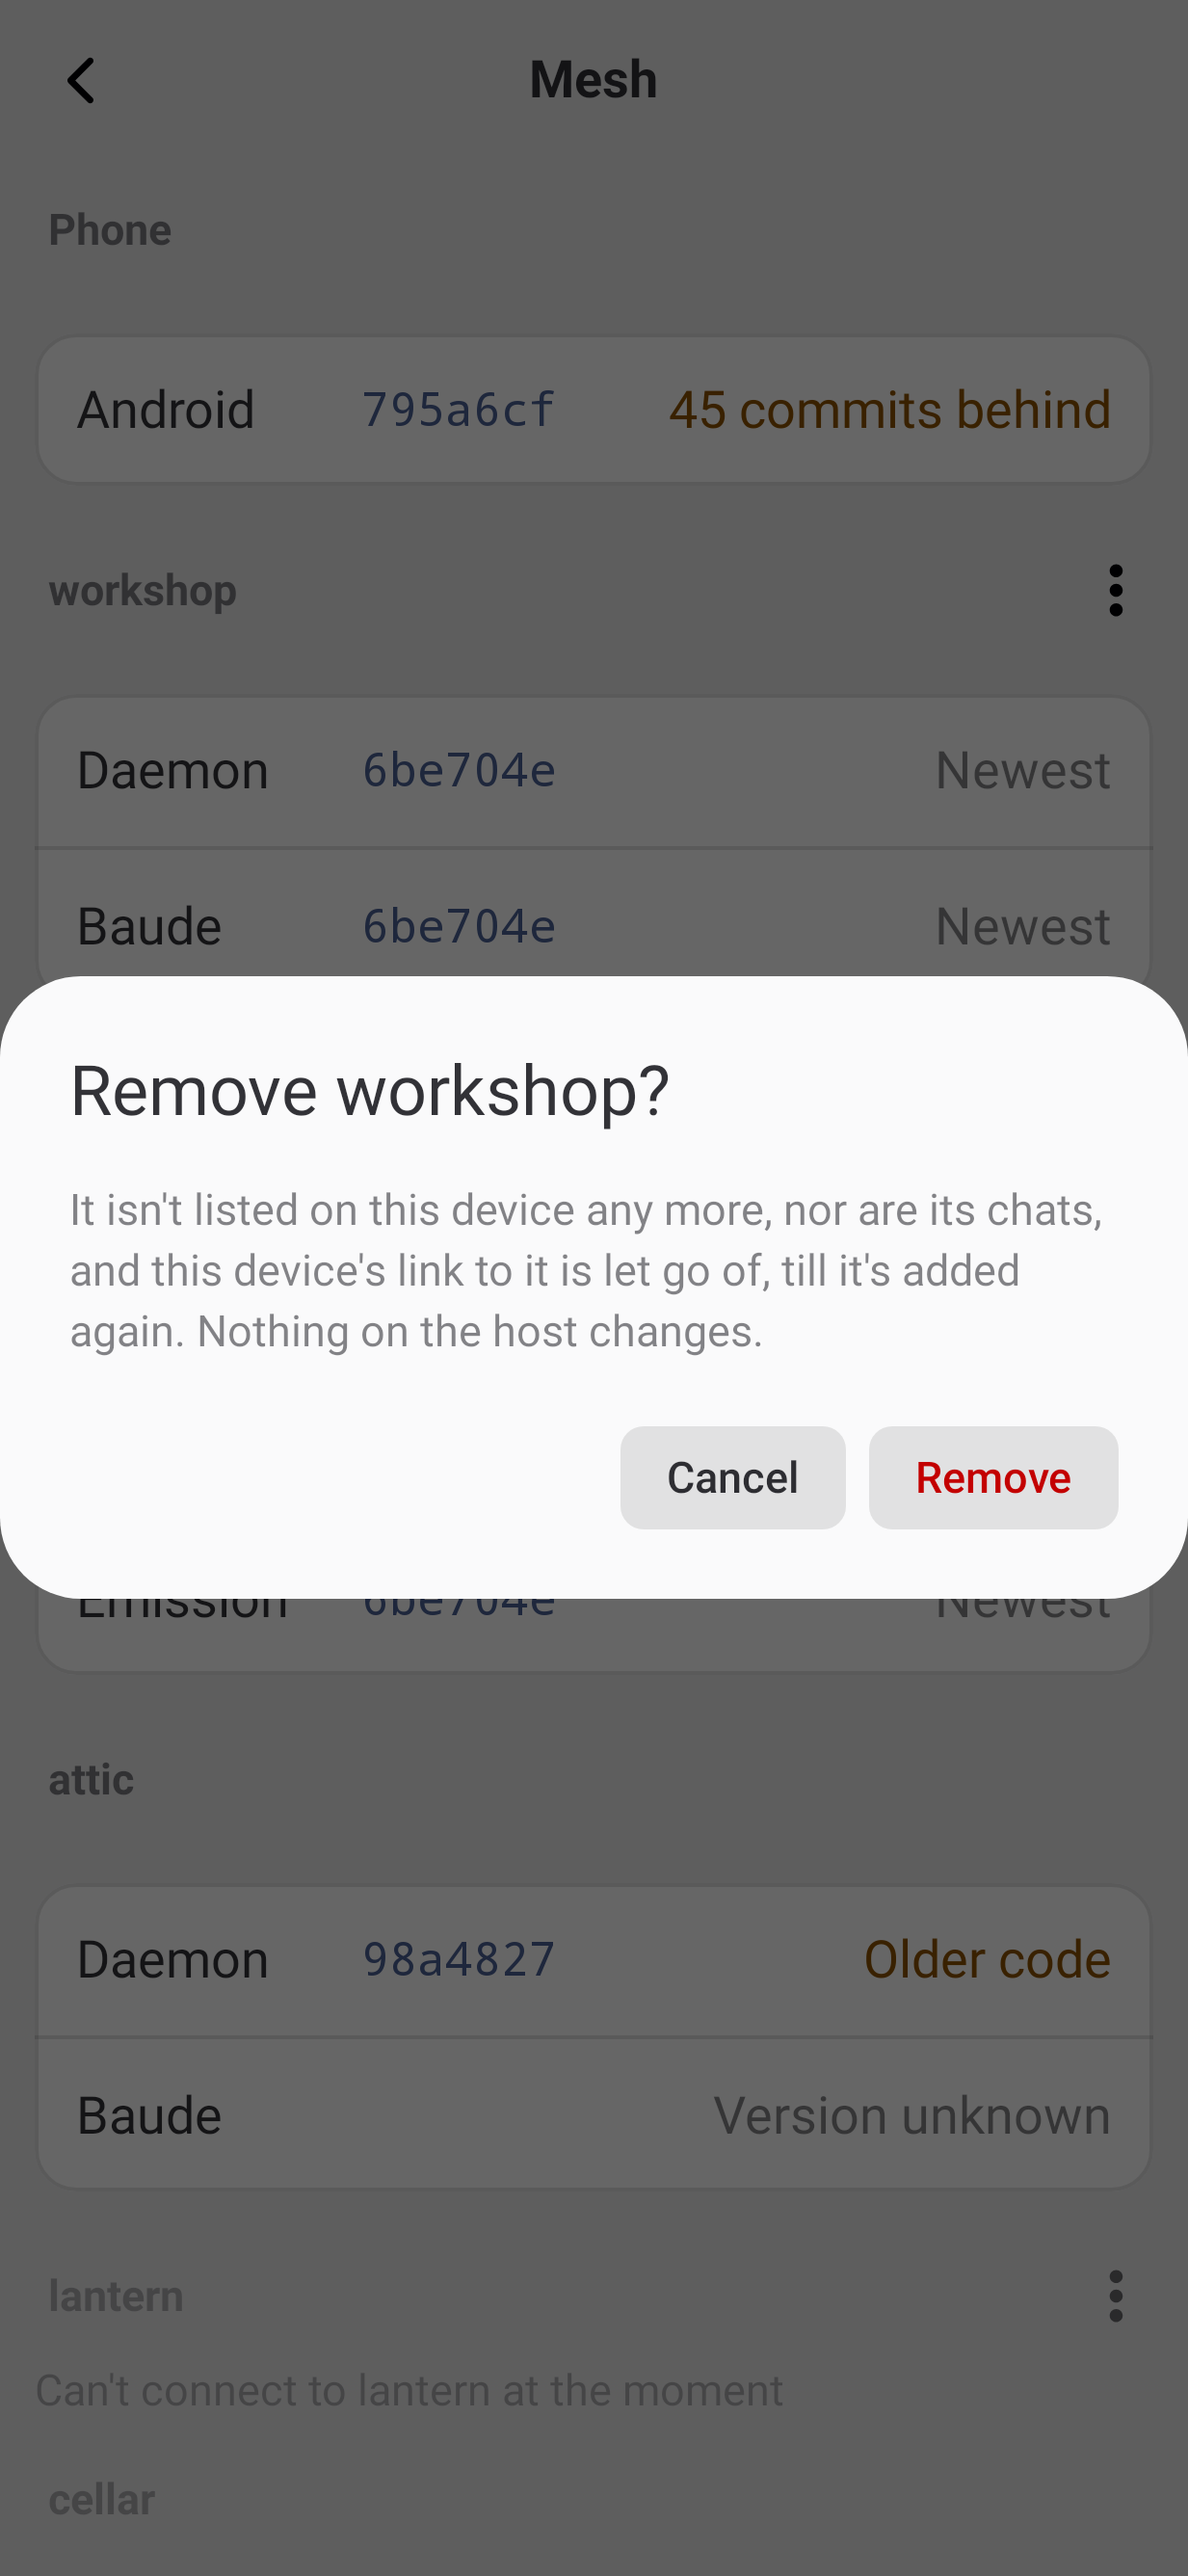 Mesh
Phone
Android 795a6cf 45 commits behind
workshop
Daemon 6be704e Newest
Baude 6be704e Newest
Remove workshop?
It isn't listed on this device any more, nor are its chats,
and this device's link to it is let go of, till it's added
again. Nothing on the host changes.
Cancel Remove
Emission 6be704e Newest
attic
Daemon 98a4827 Older code
Baude Version unknown
lantern
Can't connect to lantern at the moment
cellar